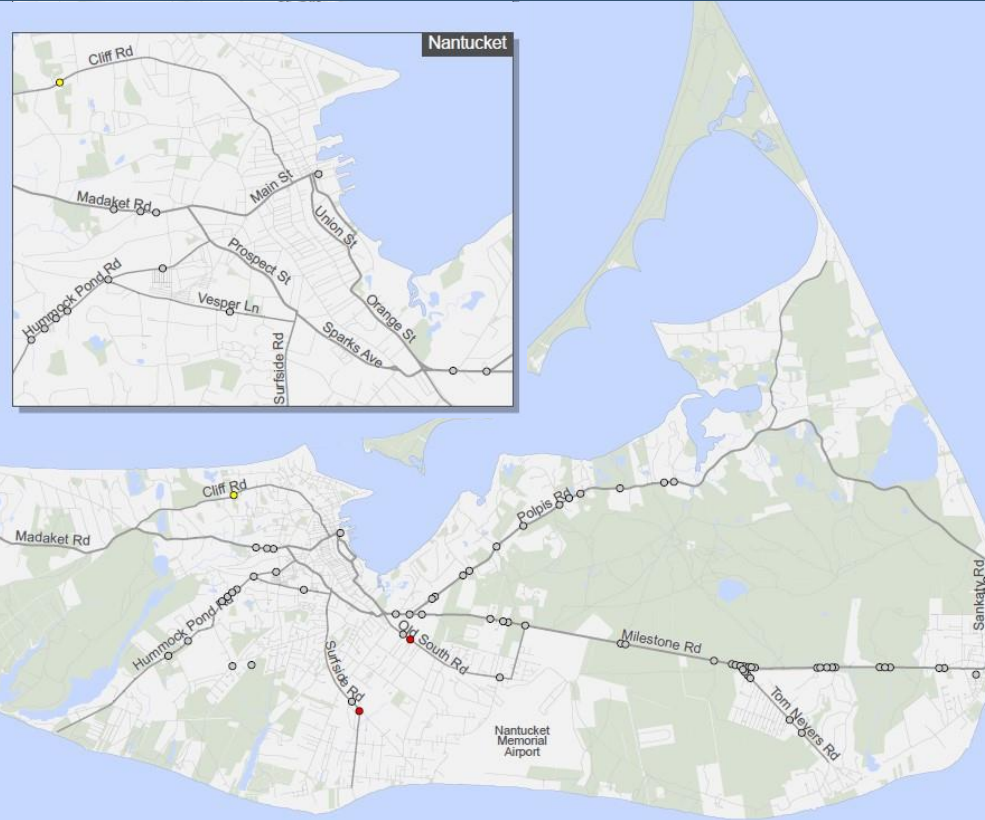 Nantucket
Cliff Rd
Madaket Rd
Main St
Union St
Prospect St
Hummock Pond Rd
Vesper Ln
Orange St
Sparks Ave
Surfside Rd
Cliff Rd
Polpis Rd
Madaket Rd
Sankaty Rd
Hummock Pond Rd
Old South Rd
Milestone Rd
Surfside Rd
Tom Nevers Rd
Nantucket
Memorial
Airport